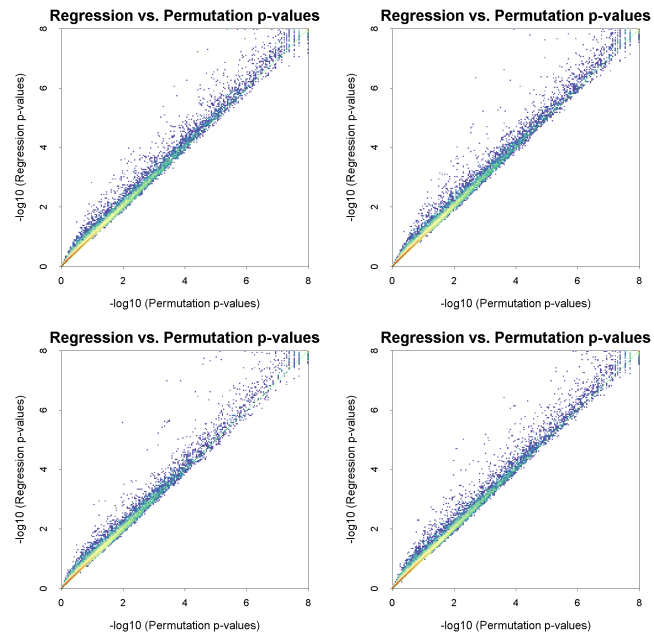 Regression vs. Permutation p-values
Regression vs. Permutation p-values
-log10 (Regression p-values)
8
6
4
2
0
0 2 4 6 8
-log10 (Permutation p-values)
-log10 (Regression p-values)
8
6
4
2
0
0 2 4 6 8
-log10 (Permutation p-values)
Regression vs. Permutation p-values
Regression vs. Permutation p-values
-log10 (Regression p-values)
8
6
4
2
0
0 2 4 6 8
-log10 (Permutation p-values)
-log10 (Regression p-values)
8
6
4
2
0
0 2 4 6 8
-log10 (Permutation p-values)